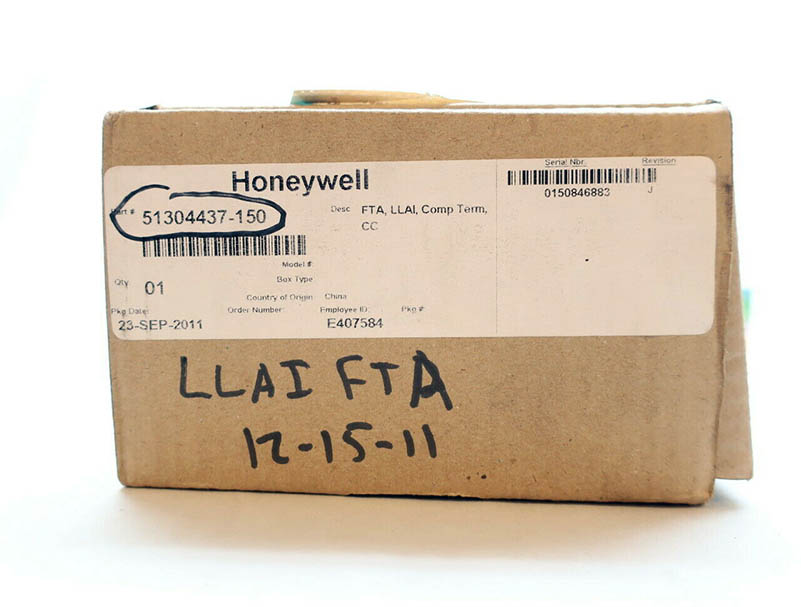 Honeywell
Serial Nbr. Revision
0150846883 J
Part # 51304437-150
Desc FTA, LLAI, Comp Term,
CC
Model #:
Qty 01
Box Type
Country of Origin China
Pkg Date: Order Number: Employee ID: Pkg #:
23-SEP-2011 E407584
LLAI FTA
12-15-11